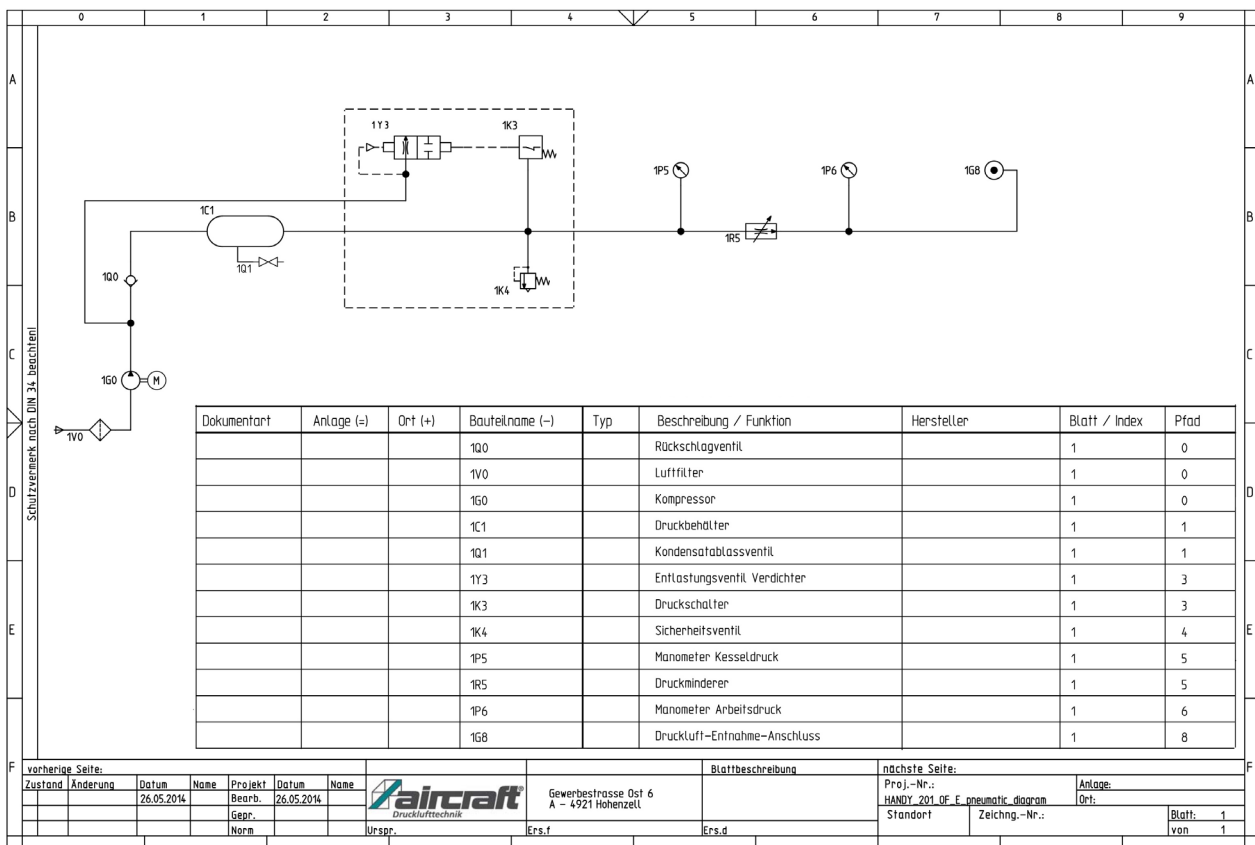 0 1 2 3 4 5 6 7 8 9
A A
1Y3 1K3
1P5 1P6 1G8
B B
1C1
1R5
1Q1
1Q0
1K4
C C
1G0 M
1V0
Schutzvermerk nach DIN 34 beachten!
Dokumentart Anlage (=) Ort (+) Bauteilname (-) Typ Beschreibung / Funktion Hersteller Blatt / Index Pfad
1Q0 Rückschlagventil 1 0
1V0 Luftfilter 1 0
D D
1G0 Kompressor 1 0
1C1 Druckbehälter 1 1
1Q1 Kondensatablassventil 1 1
1Y3 Entlastungsventil Verdichter 1 3
1K3 Druckschalter 1 3
E E
1K4 Sicherheitsventil 1 4
1P5 Manometer Kesseldruck 1 5
1R5 Druckminderer 1 5
1P6 Manometer Arbeitsdruck 1 6
1G8 Druckluft-Entnahme-Anschluss 1 8
F F
vorherige Seite: Blattbeschreibung nächste Seite:
Zustand Änderung Datum Name Projekt Datum Name
26.05.2014 Bearb. 26.05.2014
Gepr.
Norm
aircraft
Drucklufttechnik
Gewerbestrasse Ost 6
A - 4921 Hohenzell
Urspr. Ers.f Ers.d
Proj.-Nr.: Anlage:
HANDY_201_OF_E_pneumatic_diagram Ort:
Standort Zeichng.-Nr.: Blatt: 1
von 1